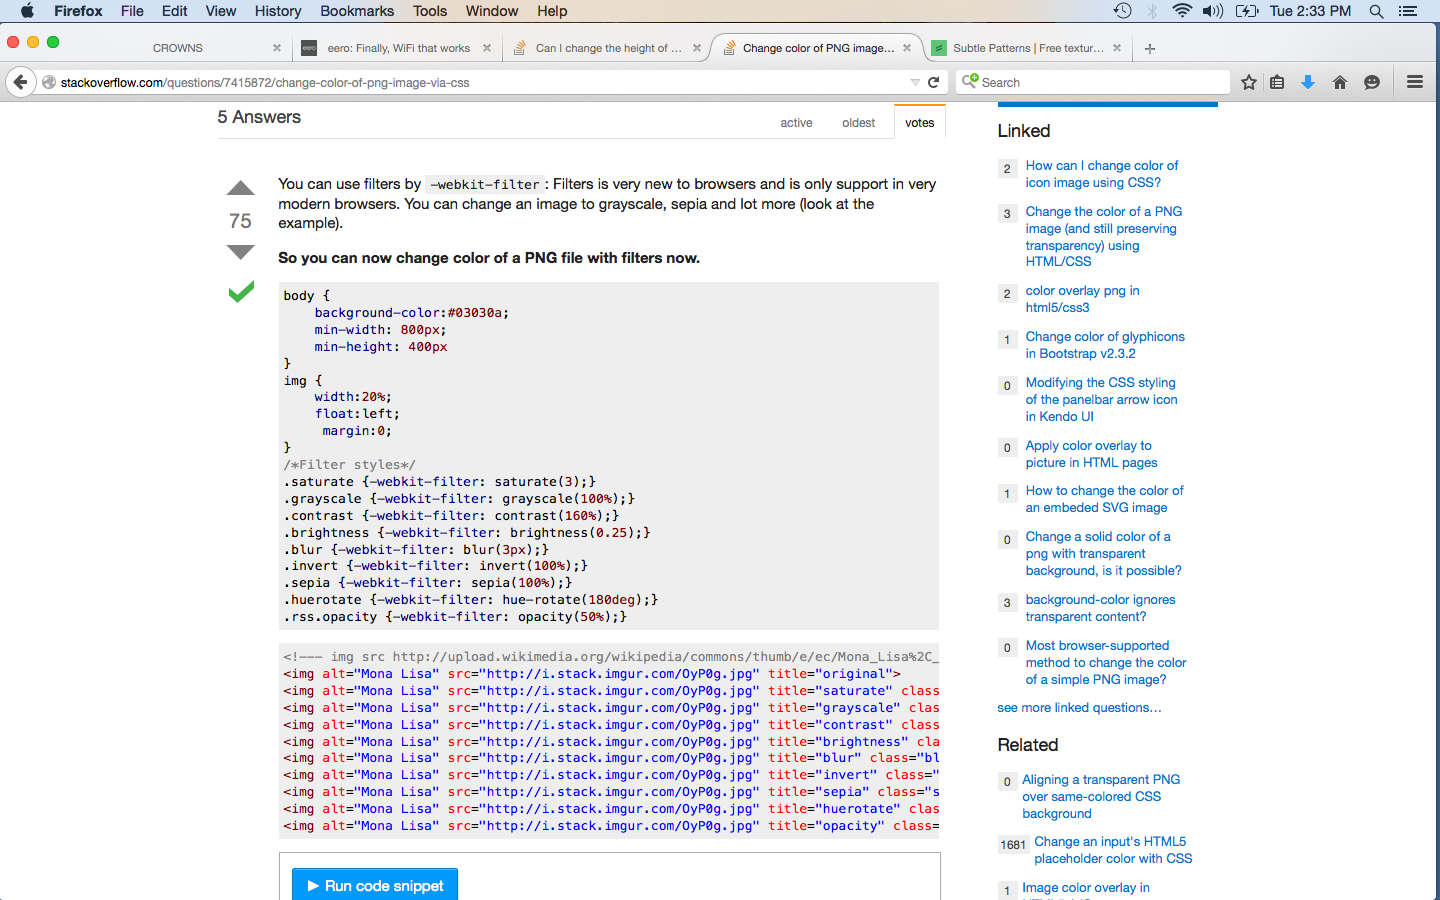 Firefox File Edit View History Bookmarks Tools Window Help Tue 2:33 PM
CROWNS
eero eero: Finally, WiFi that works
Can I change the height of ...
Change color of PNG image...
Subtle Patterns | Free textur...
stackoverflow.com/questions/7415872/change-color-of-png-image-via-css
Search
5 Answers
active oldest votes
75
You can use filters by -webkit-filter : Filters is very new to browsers and is only support in very
modern browsers. You can change an image to grayscale, sepia and lot more (look at the
example).
So you can now change color of a PNG file with filters now.
body {
background-color:#03030a;
min-width: 800px;
min-height: 400px
}
img {
width:20%;
float:left;
margin:0;
}
/*Filter styles*/
.saturate {-webkit-filter: saturate(3);}
.grayscale {-webkit-filter: grayscale(100%);}
.contrast {-webkit-filter: contrast(160%);}
.brightness {-webkit-filter: brightness(0.25);}
.blur {-webkit-filter: blur(3px);}
.invert {-webkit-filter: invert(100%);}
.sepia {-webkit-filter: sepia(100%);}
.huerotate {-webkit-filter: hue-rotate(180deg);}
.rss.opacity {-webkit-filter: opacity(50%);}
<!--- img src http://upload.wikimedia.org/wikipedia/commons/thumb/e/ec/Mona_Lisa%2C_
<img alt="Mona Lisa" src="http://i.stack.imgur.com/OyP0g.jpg" title="original">
<img alt="Mona Lisa" src="http://i.stack.imgur.com/OyP0g.jpg" title="saturate" class
<img alt="Mona Lisa" src="http://i.stack.imgur.com/OyP0g.jpg" title="grayscale" clas
<img alt="Mona Lisa" src="http://i.stack.imgur.com/OyP0g.jpg" title="contrast" class
<img alt="Mona Lisa" src="http://i.stack.imgur.com/OyP0g.jpg" title="brightness" cla
<img alt="Mona Lisa" src="http://i.stack.imgur.com/OyP0g.jpg" title="blur" class="bl
<img alt="Mona Lisa" src="http://i.stack.imgur.com/OyP0g.jpg" title="invert" class="
<img alt="Mona Lisa" src="http://i.stack.imgur.com/OyP0g.jpg" title="sepia" class="s
<img alt="Mona Lisa" src="http://i.stack.imgur.com/OyP0g.jpg" title="huerotate" clas
<img alt="Mona Lisa" src="http://i.stack.imgur.com/OyP0g.jpg" title="opacity" class=
Run code snippet
Linked
2 How can I change color of
icon image using CSS?
3 Change the color of a PNG
image (and still preserving
transparency) using
HTML/CSS
2 color overlay png in
html5/css3
1 Change color of glyphicons
in Bootstrap v2.3.2
0 Modifying the CSS styling
of the panelbar arrow icon
in Kendo UI
0 Apply color overlay to
picture in HTML pages
1 How to change the color of
an embeded SVG image
0 Change a solid color of a
png with transparent
background, is it possible?
3 background-color ignores
transparent content?
0 Most browser-supported
method to change the color
of a simple PNG image?
see more linked questions...
Related
0 Aligning a transparent PNG
over same-colored CSS
background
1681 Change an input's HTML5
placeholder color with CSS
1 Image color overlay in